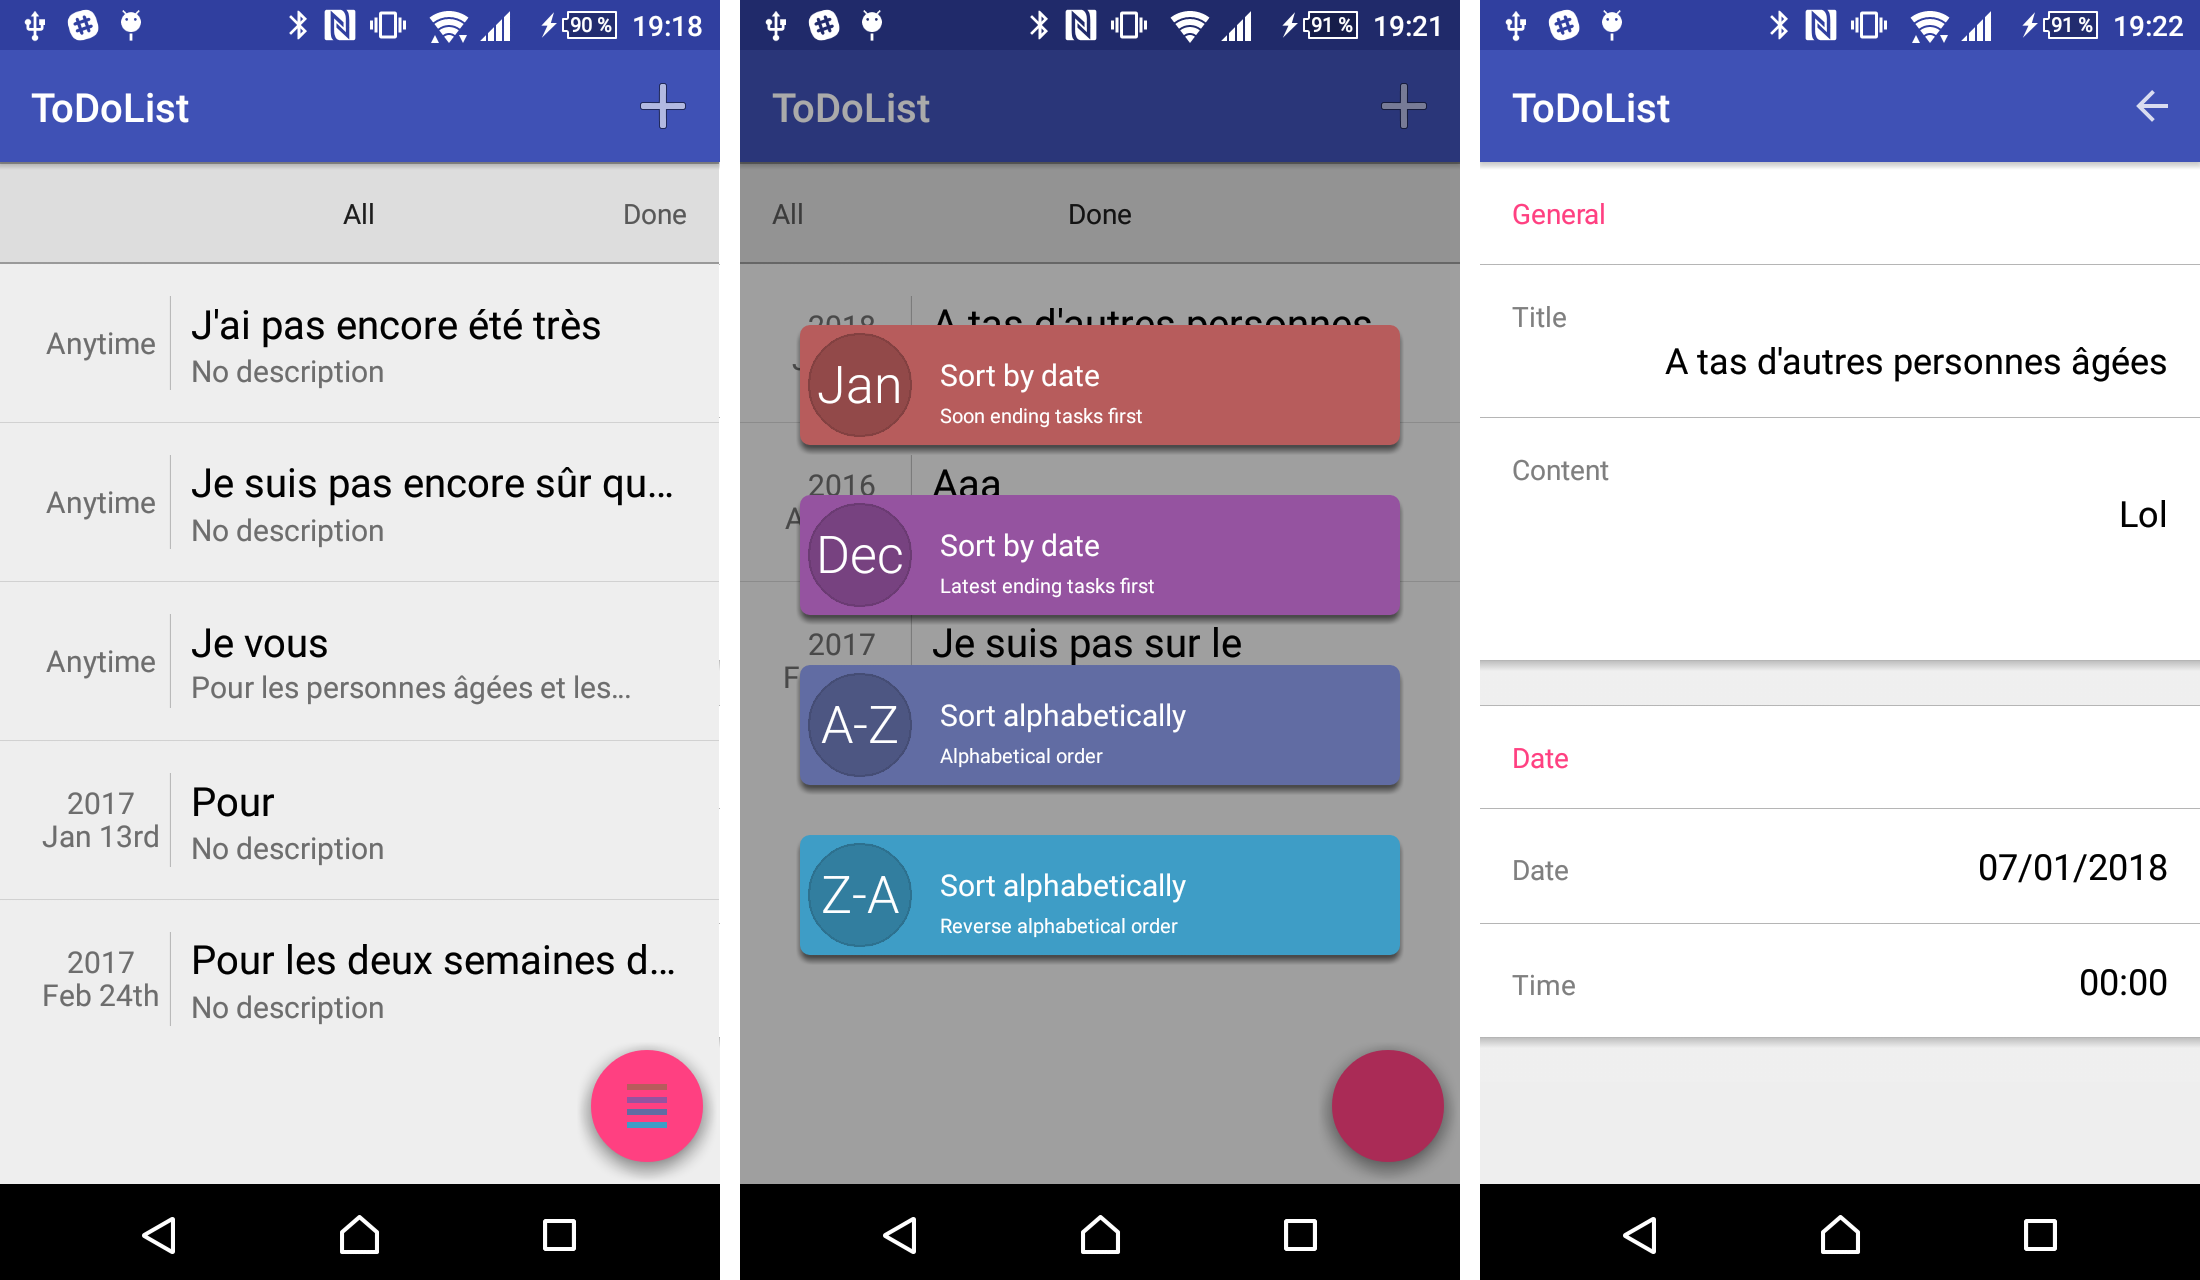 90 % 19:18
ToDoList
All Done
Anytime
J'ai pas encore été très
No description
Anytime
Je suis pas encore sûr qu...
No description
Anytime
Je vous
Pour les personnes âgées et les...
2017
Jan 13rd
Pour
No description
2017
Feb 24th
Pour les deux semaines d...
No description
91 % 19:21
ToDoList
All Done
2018
A tas d'autres personnes
Jan
Sort by date
Soon ending tasks first
2016
Aaa
Dec
Sort by date
Latest ending tasks first
2017
Je suis pas sur le
F
A-Z
Sort alphabetically
Alphabetical order
Z-A
Sort alphabetically
Reverse alphabetical order
91 % 19:22
ToDoList
General
Title
A tas d'autres personnes âgées
Content
Lol
Date
Date
07/01/2018
Time
00:00